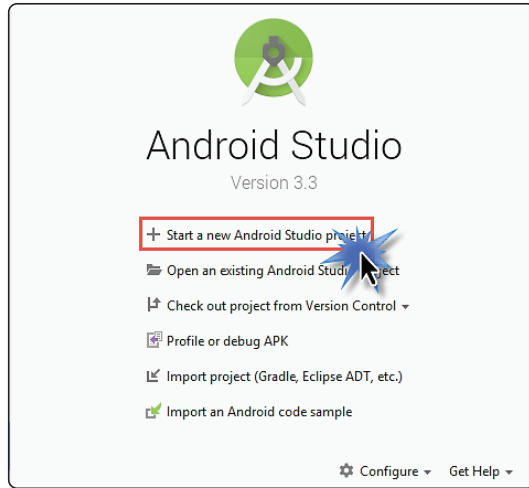 Android Studio
Version 3.3
Start a new Android Studio project
Open an existing Android Studio project
Check out project from Version Control
Profile or debug APK
Import project (Gradle, Eclipse ADT, etc.)
Import an Android code sample
Configure Get Help